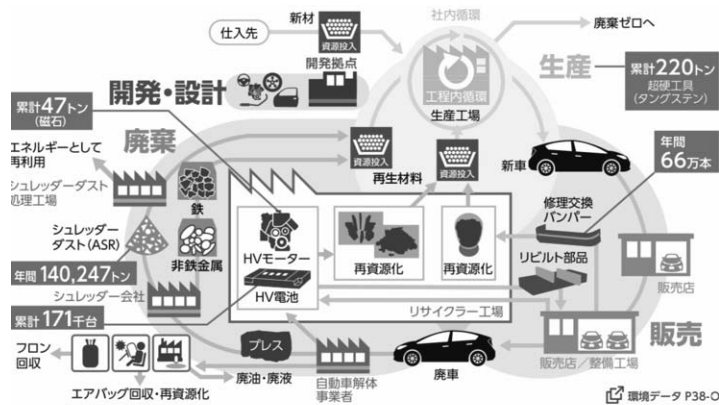 社内循環
新材
仕入先
資源投入
廃棄ゼロへ
開発拠点
生産
累計220トン
超硬工具
(タングステン)
開発・設計
工程内循環
生産工場
累計47トン
(磁石)
廃棄
エネルギーとして
再利用
資源投入
資源投入
新車
年間
66万本
シュレッダーダスト
処理工場
再生材料
鉄
修理交換
バンパー
シュレッダー
ダスト(ASR)
非鉄金属
HVモーター
再資源化
再資源化
リビルト部品
年間 140,247トン
販売店
シュレッダー会社
HV電池
リサイクラー工場
累計171千台
販売
フロン
回収
プレス
販売店／整備工場
廃油・廃液
自動車解体
事業者
廃車
エアバッグ回収・再資源化
環境データ P38-O